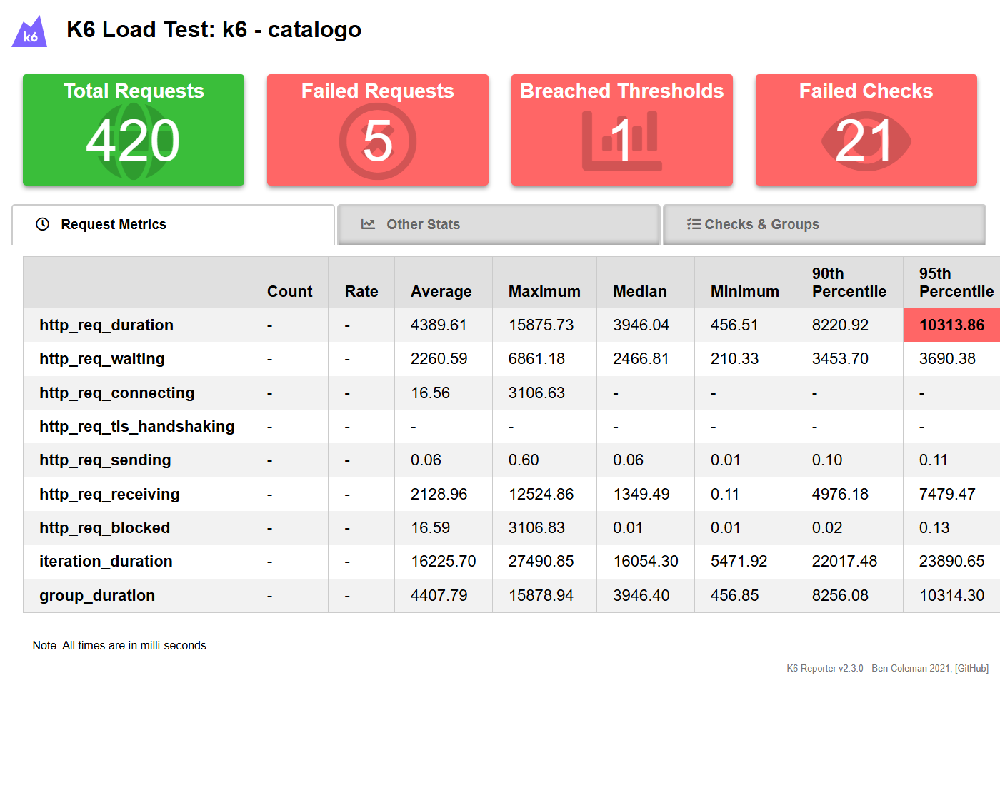 k6
K6 Load Test: k6 - catalogo
Total Requests
420
Failed Requests
5
Breached Thresholds
1
Failed Checks
21
Request Metrics
Other Stats
Checks & Groups
Count Rate Average Maximum Median Minimum 90th Percentile 95th Percentile
http_req_duration - - 4389.61 15875.73 3946.04 456.51 8220.92 10313.86
http_req_waiting - - 2260.59 6861.18 2466.81 210.33 3453.70 3690.38
http_req_connecting - - 16.56 3106.63 - - - -
http_req_tls_handshaking - - - - - - - -
http_req_sending - - 0.06 0.60 0.06 0.01 0.10 0.11
http_req_receiving - - 2128.96 12524.86 1349.49 0.11 4976.18 7479.47
http_req_blocked - - 16.59 3106.83 0.01 0.01 0.02 0.13
iteration_duration - - 16225.70 27490.85 16054.30 5471.92 22017.48 23890.65
group_duration - - 4407.79 15878.94 3946.40 456.85 8256.08 10314.30
Note. All times are in milli-seconds
K6 Reporter v2.3.0 - Ben Coleman 2021, [GitHub]